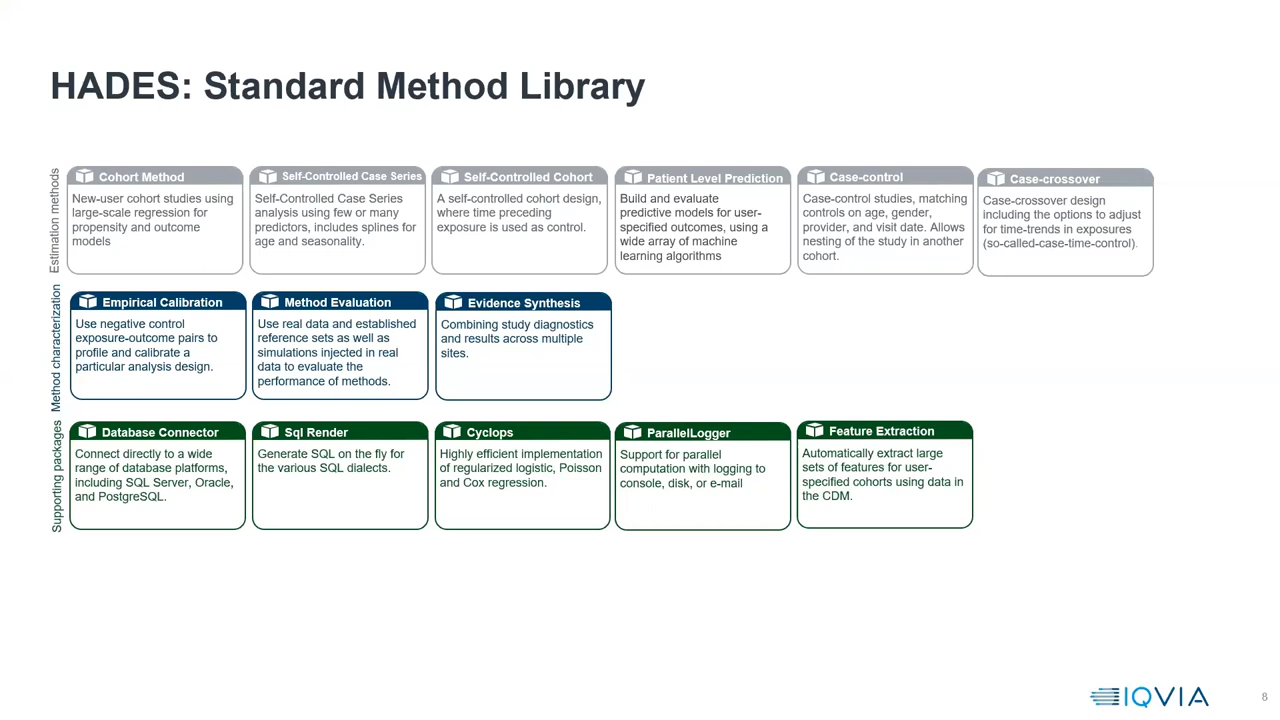 HADES: Standard Method Library
Estimation methods
Cohort Method
New-user cohort studies using
large-scale regression for
propensity and outcome
models
Self-Controlled Case Series
Self-Controlled Case Series
analysis using few or many
predictors, includes splines for
age and seasonality.
Self-Controlled Cohort
A self-controlled cohort design,
where time preceding
exposure is used as control.
Patient Level Prediction
Build and evaluate
predictive models for user-
specified outcomes, using a
wide array of machine
learning algorithms
Case-control
Case-control studies, matching
controls on age, gender,
provider, and visit date. Allows
nesting of the study in another
cohort.
Case-crossover
Case-crossover design
including the options to adjust
for time-trends in exposures
(so-called-case-time-control).
Method characterization
Empirical Calibration
Use negative control
exposure-outcome pairs to
profile and calibrate a
particular analysis design.
Method Evaluation
Use real data and established
reference sets as well as
simulations injected in real
data to evaluate the
performance of methods.
Evidence Synthesis
Combining study diagnostics
and results across multiple
sites.
Supporting packages
Database Connector
Connect directly to a wide
range of database platforms,
including SQL Server, Oracle,
and PostgreSQL.
Sql Render
Generate SQL on the fly for
the various SQL dialects.
Cyclops
Highly efficient implementation
of regularized logistic, Poisson
and Cox regression.
ParallelLogger
Support for parallel
computation with logging to
console, disk, or e-mail
Feature Extraction
Automatically extract large
sets of features for user-
specified cohorts using data in
the CDM.
IQVIA
8